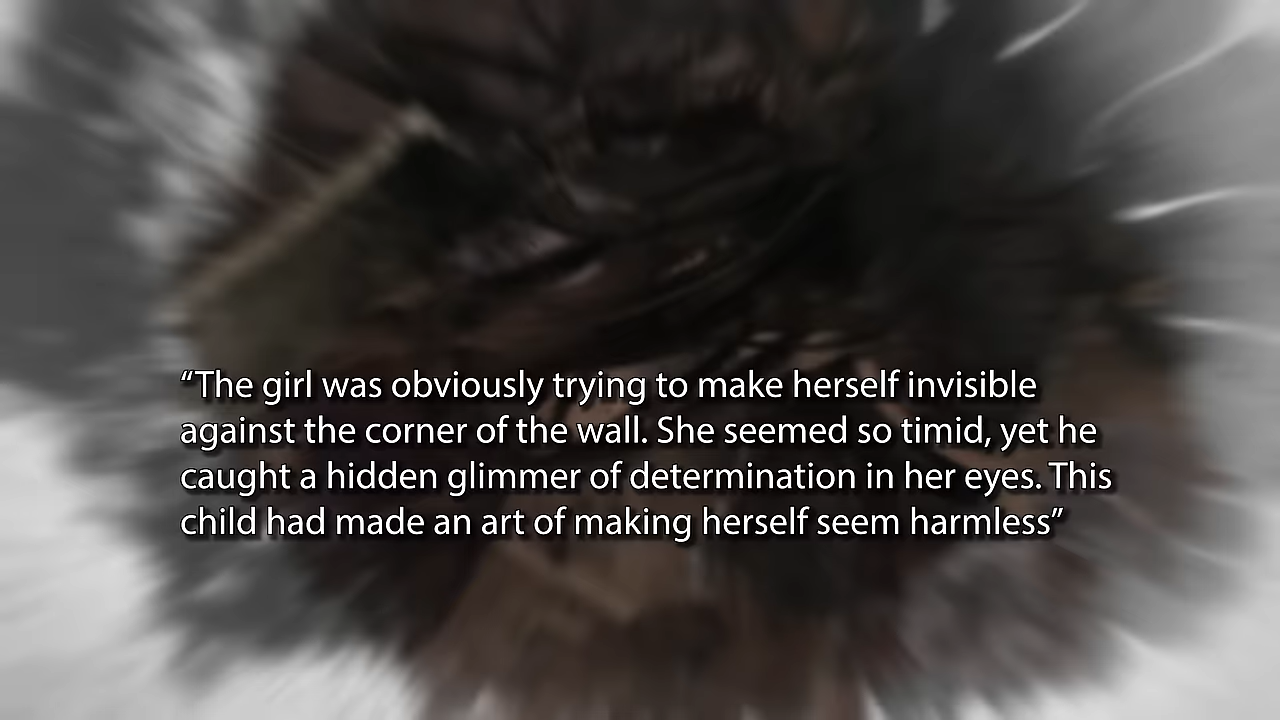 “The girl was obviously trying to make herself invisible
against the corner of the wall. She seemed so timid, yet he
caught a hidden glimmer of determination in her eyes. This
child had made an art of making herself seem harmless”